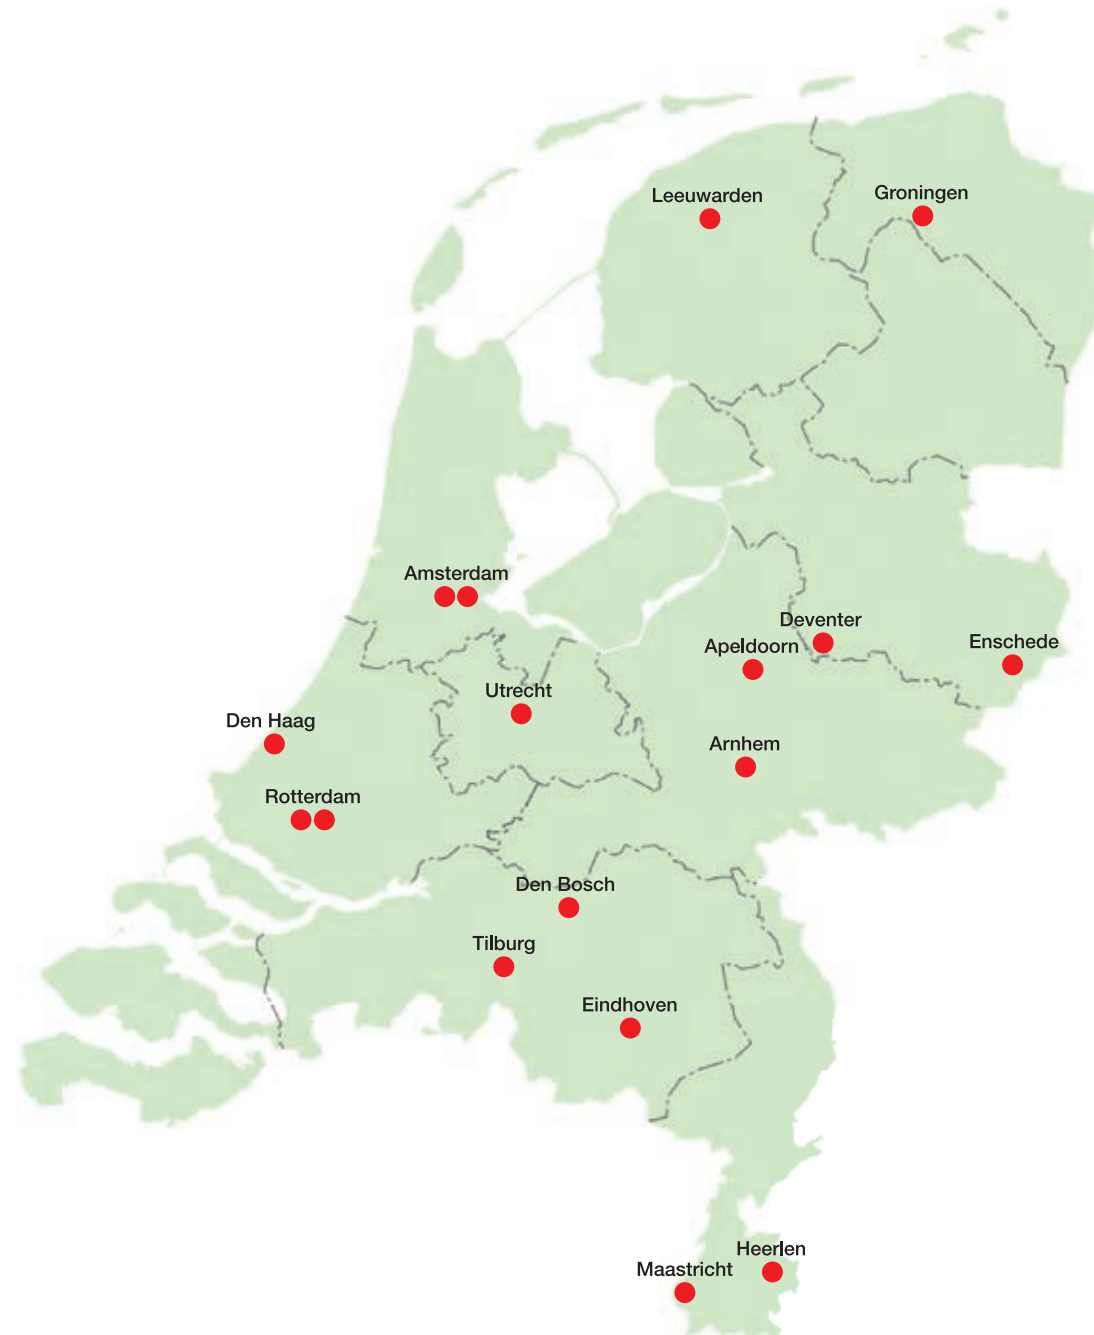 Leeuwarden
Groningen
Amsterdam
Deventer
Apeldoorn
Enschede
Utrecht
Den Haag
Arnhem
Rotterdam
Den Bosch
Tilburg
Eindhoven
Heerlen
Maastricht